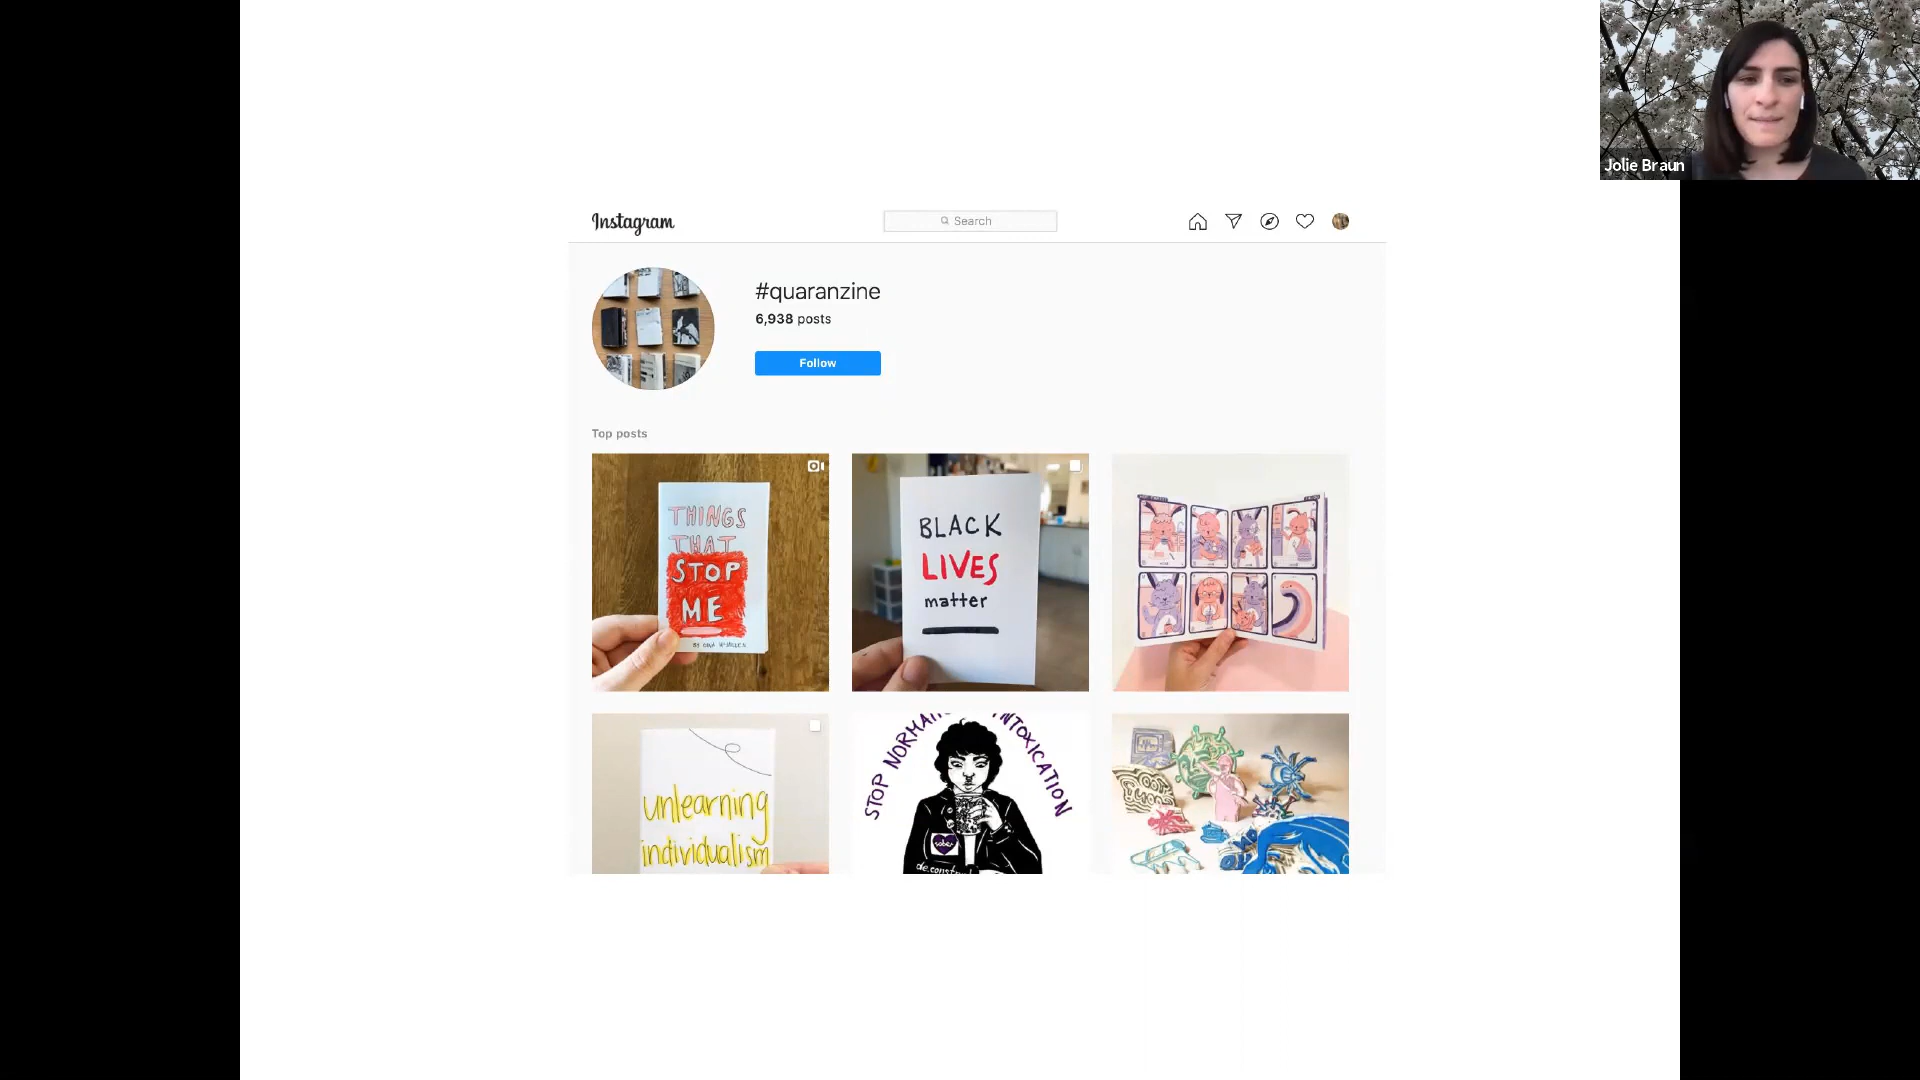 Jolie Braun
Instagram
Search
#quaranzine
6,938 posts
Follow
Top posts
THINGS
THAT
STOP
ME
BLACK
LIVES
matter
unlearning
individualism
STOP INTOXICATION
sober